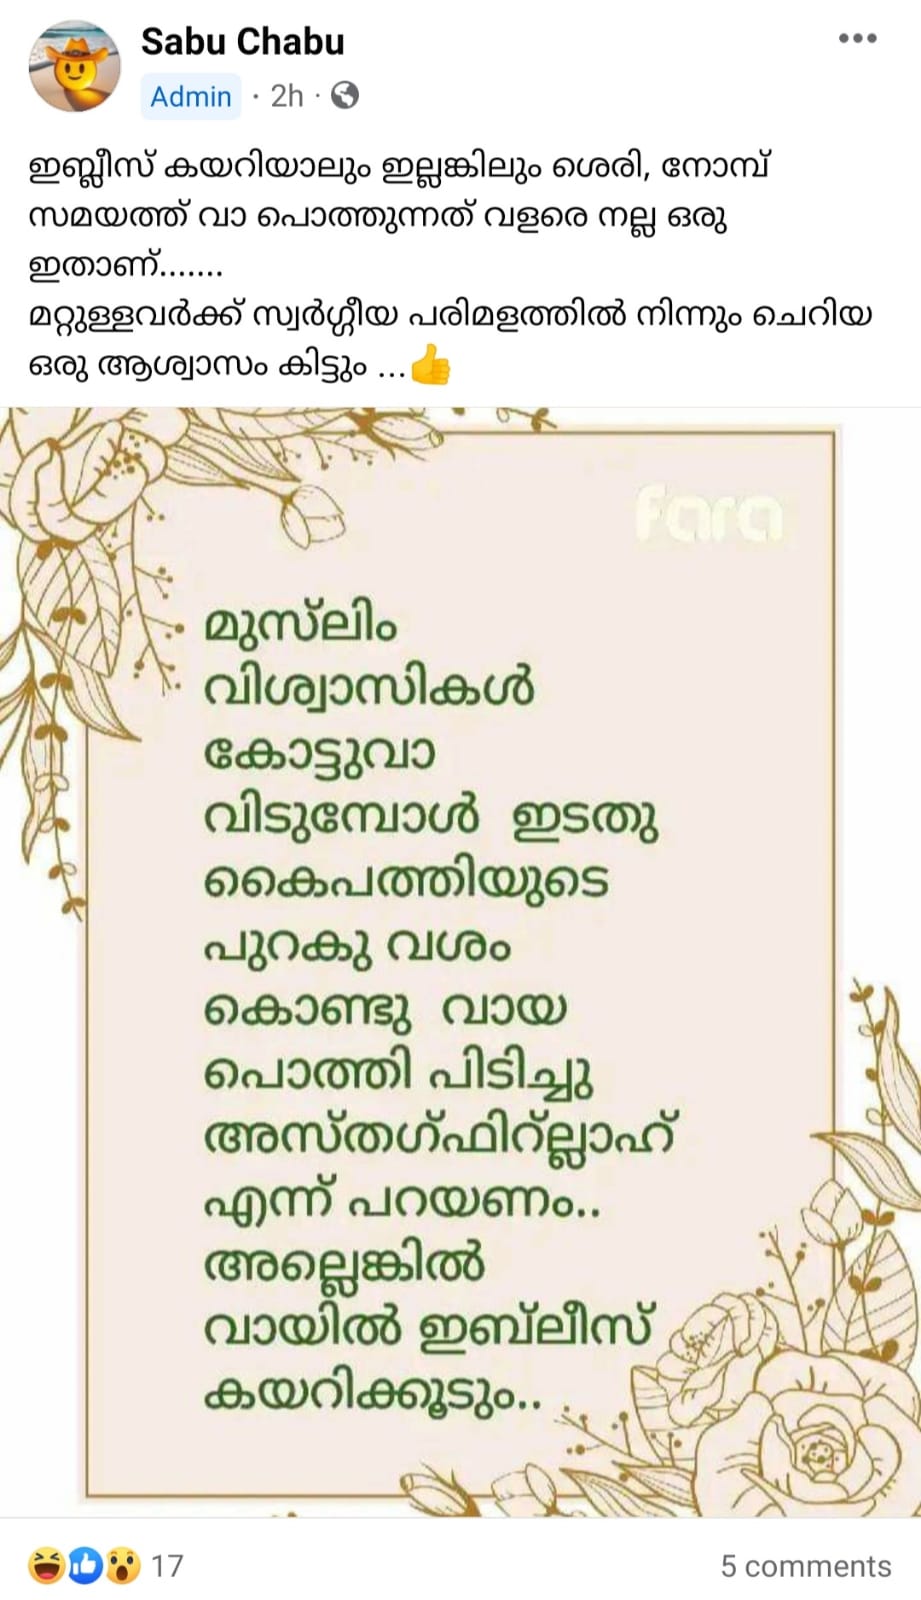 Sabu Chabu
Admin · 2h ·
ഇബ്ലീസ് കയറിയാലും ഇല്ലങ്കിലും ശെരി, നോമ്പ്
സമയത്ത് വാ പൊത്തുന്നത് വളരെ നല്ല ഒരു
ഇതാണ്.......
മറ്റുള്ളവർക്ക് സ്വർഗ്ഗീയ പരിമളത്തിൽ നിന്നും ചെറിയ
ഒരു ആശ്വാസം കിട്ടും ...👍
fara
മുസ്‌ലിം
വിശ്വാസികൾ
കോട്ടുവാ
വിടുമ്പോൾ ഇടതു
കൈപത്തിയുടെ
പുറകു വശം
കൊണ്ടു വായ
പൊത്തി പിടിച്ചു
അസ്തഗ്ഫിറ്ല്ലാഹ്
എന്ന് പറയണം..
അല്ലെങ്കിൽ
വായിൽ ഇബ്‌ലീസ്
കയറിക്കൂടും..
17
5 comments